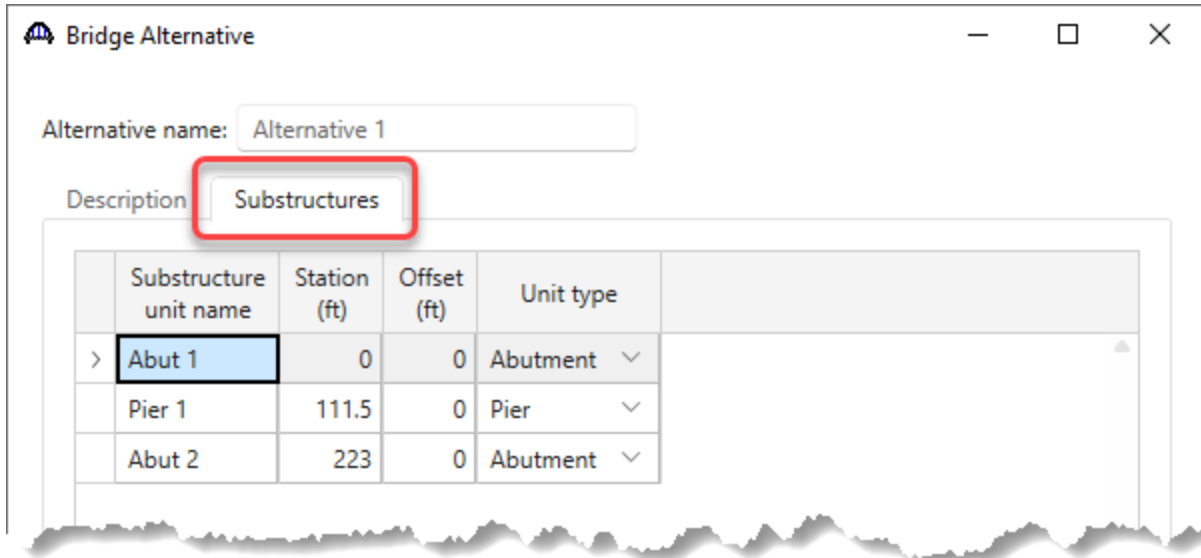 Bridge Alternative
Alternative name: Alternative 1
Description Substructures
Substructure unit name Station (ft) Offset (ft) Unit type
Abut 1 0 0 Abutment
Pier 1 111.5 0 Pier
Abut 2 223 0 Abutment